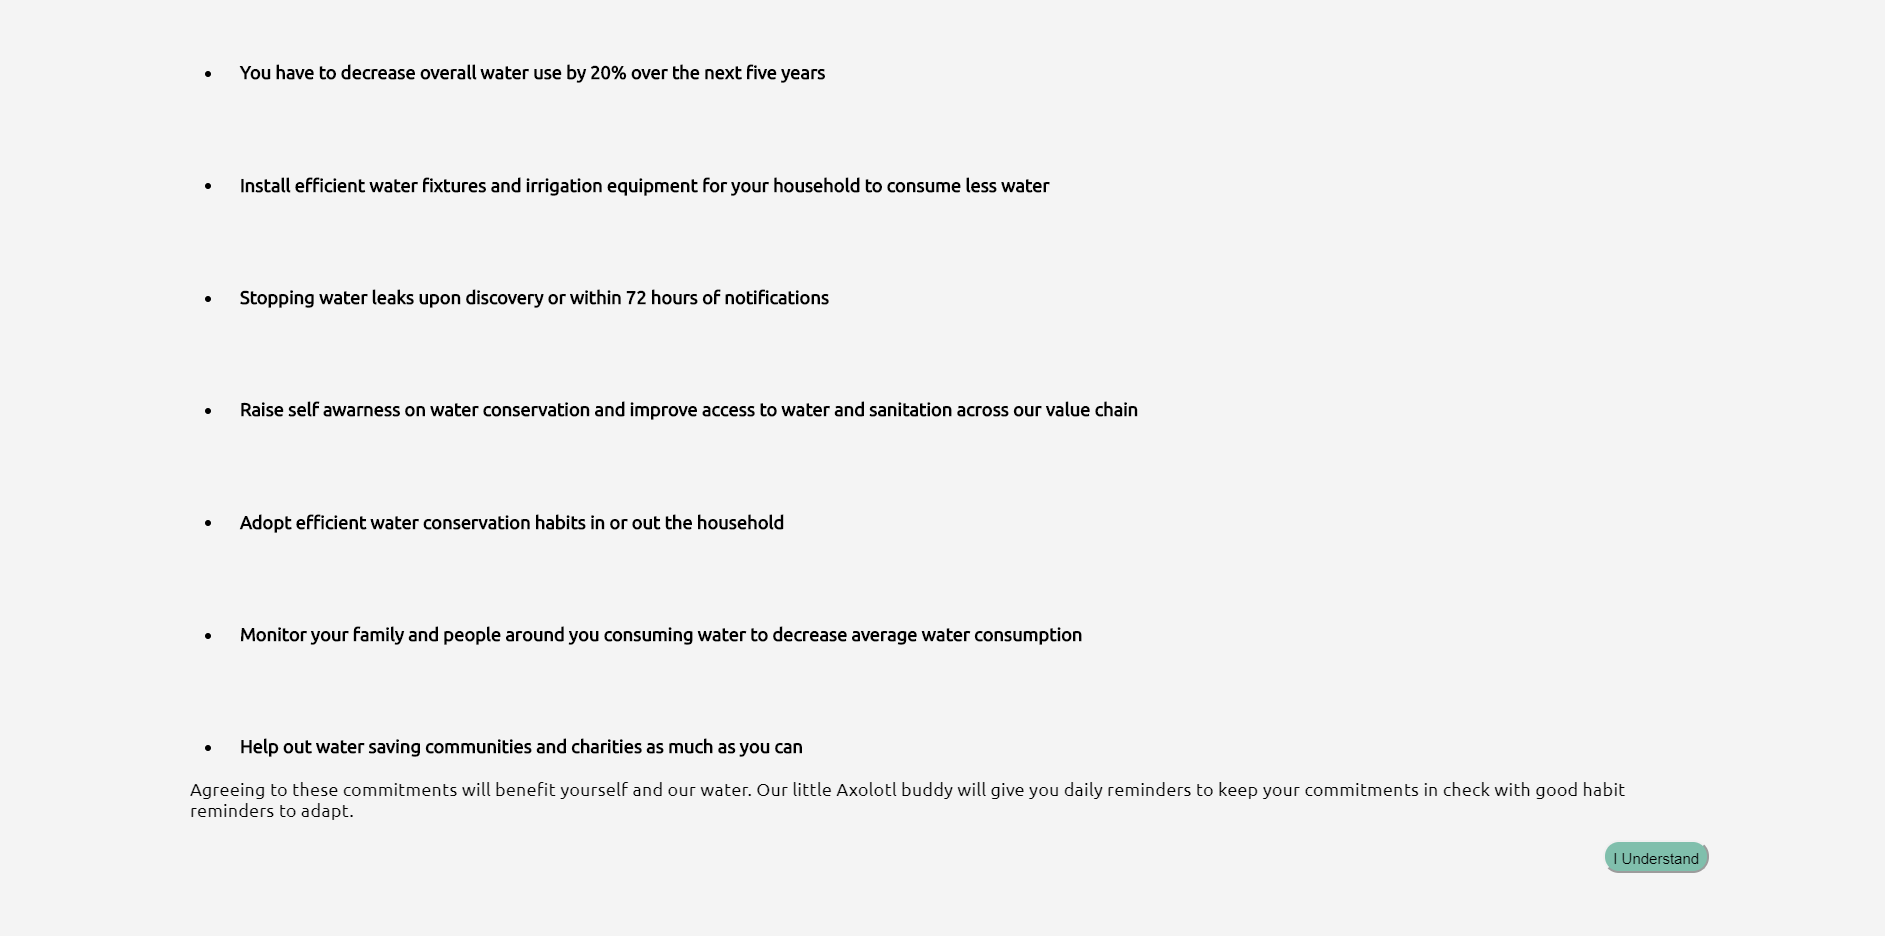 You have to decrease overall water use by 20% over the next five years
Install efficient water fixtures and irrigation equipment for your household to consume less water
Stopping water leaks upon discovery or within 72 hours of notifications
Raise self awarness on water conservation and improve access to water and sanitation across our value chain
Adopt efficient water conservation habits in or out the household
Monitor your family and people around you consuming water to decrease average water consumption
Help out water saving communities and charities as much as you can
Agreeing to these commitments will benefit yourself and our water. Our little Axolotl buddy will give you daily reminders to keep your commitments in check with good habit
reminders to adapt.
I Understand